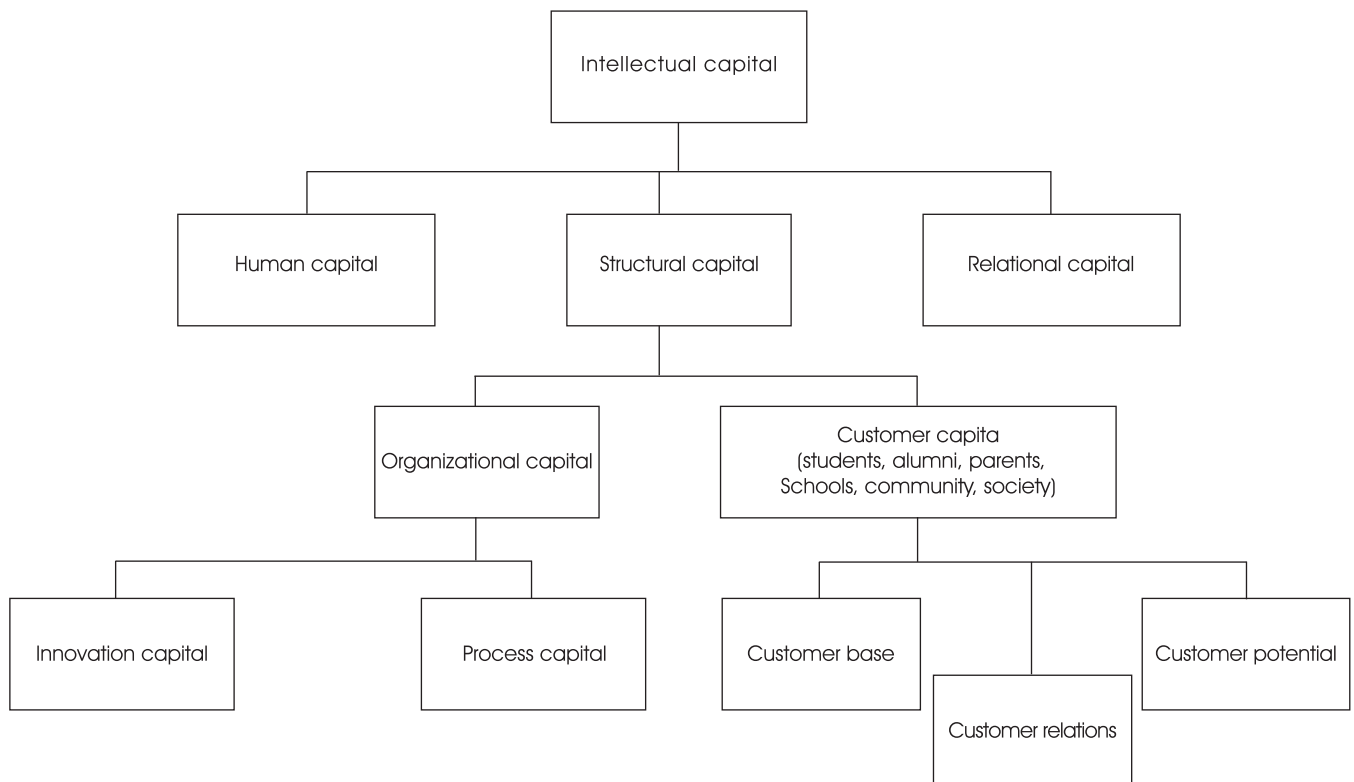 Intellectual capital
Human capital
Structural capital
Relational capital
Organizational capital
Customer capita
(students, alumni, parents,
Schools, community, society)
Innovation capital
Process capital
Customer base
Customer potential
Customer relations